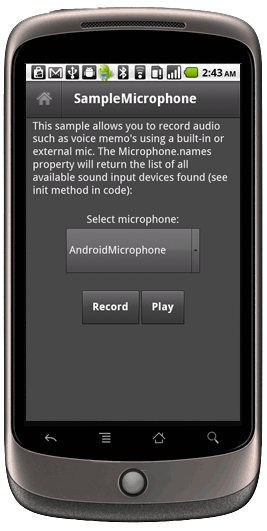 2:43 AM
SampleMicrophone
This sample allows you to record audio
such as voice memo's using a built-in or
external mic. The Microphone.names
property will return the list of all
available sound input devices found (see
init method in code):
Select microphone:
AndroidMicrophone
Record Play